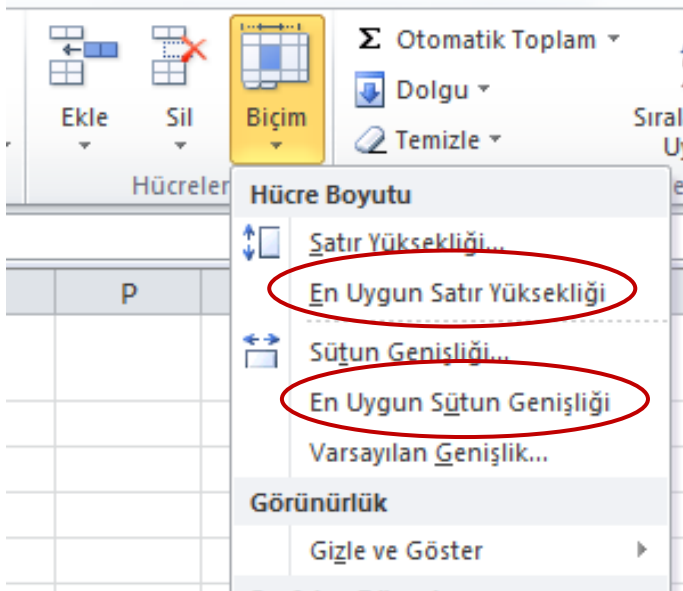 Σ Otomatik Toplam
Dolgu
Temizle
Ekle
Sil
Biçim
Hücreler
Hücre Boyutu
Satır Yüksekliği...
En Uygun Satır Yüksekliği
Sütun Genişliği...
En Uygun Sütun Genişliği
Varsayılan Genişlik...
Görünürlük
Gizle ve Göster
P